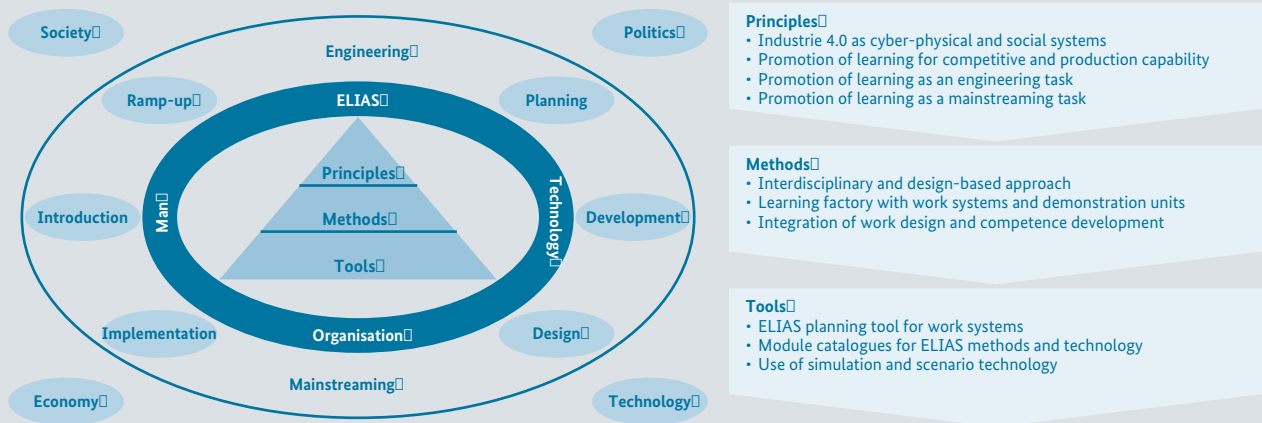 Society
Politics
Engineering
Ramp-up
ELIAS
Planning
Principles
Introduction
Man
Methods
Technology
Development
Tools
Implementation
Organisation
Design
Mainstreaming
Economy
Technology
Principles
• Industrie 4.0 as cyber-physical and social systems
• Promotion of learning for competitive and production capability
• Promotion of learning as an engineering task
• Promotion of learning as a mainstreaming task
Methods
• Interdisciplinary and design-based approach
• Learning factory with work systems and demonstration units
• Integration of work design and competence development
Tools
• ELIAS planning tool for work systems
• Module catalogues for ELIAS methods and technology
• Use of simulation and scenario technology